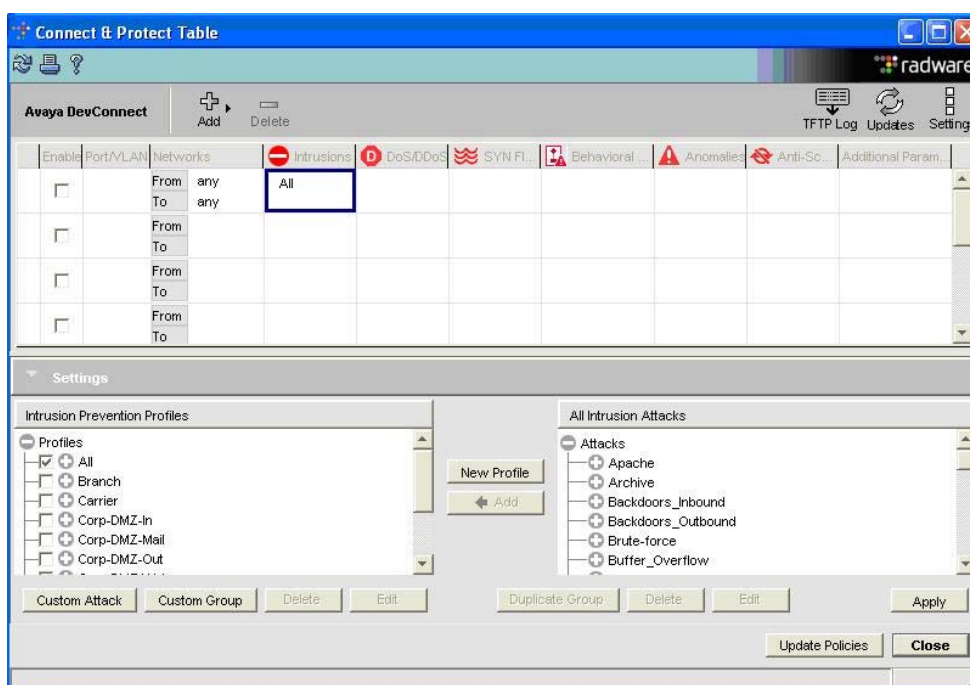 Connect & Protect Table
radware
Avaya DevConnect
Add
Delete
TFTP Log
Updates
Setting
Enable
Port/VLAN
Networks
Intrusions
DoS/DDoS
SYN Fl...
Behavioral ...
Anomalies
Anti-Sc...
Additional Param...
From any
To any
All
From
To
From
To
From
To
Settings
Intrusion Prevention Profiles
Profiles
All
Branch
Carrier
Corp-DMZ-In
Corp-DMZ-Mail
Corp-DMZ-Out
New Profile
Add
All Intrusion Attacks
Attacks
Apache
Archive
Backdoors_Inbound
Backdoors_Outbound
Brute-force
Buffer_Overflow
Custom Attack
Custom Group
Delete
Edit
Duplicate Group
Delete
Edit
Apply
Update Policies
Close